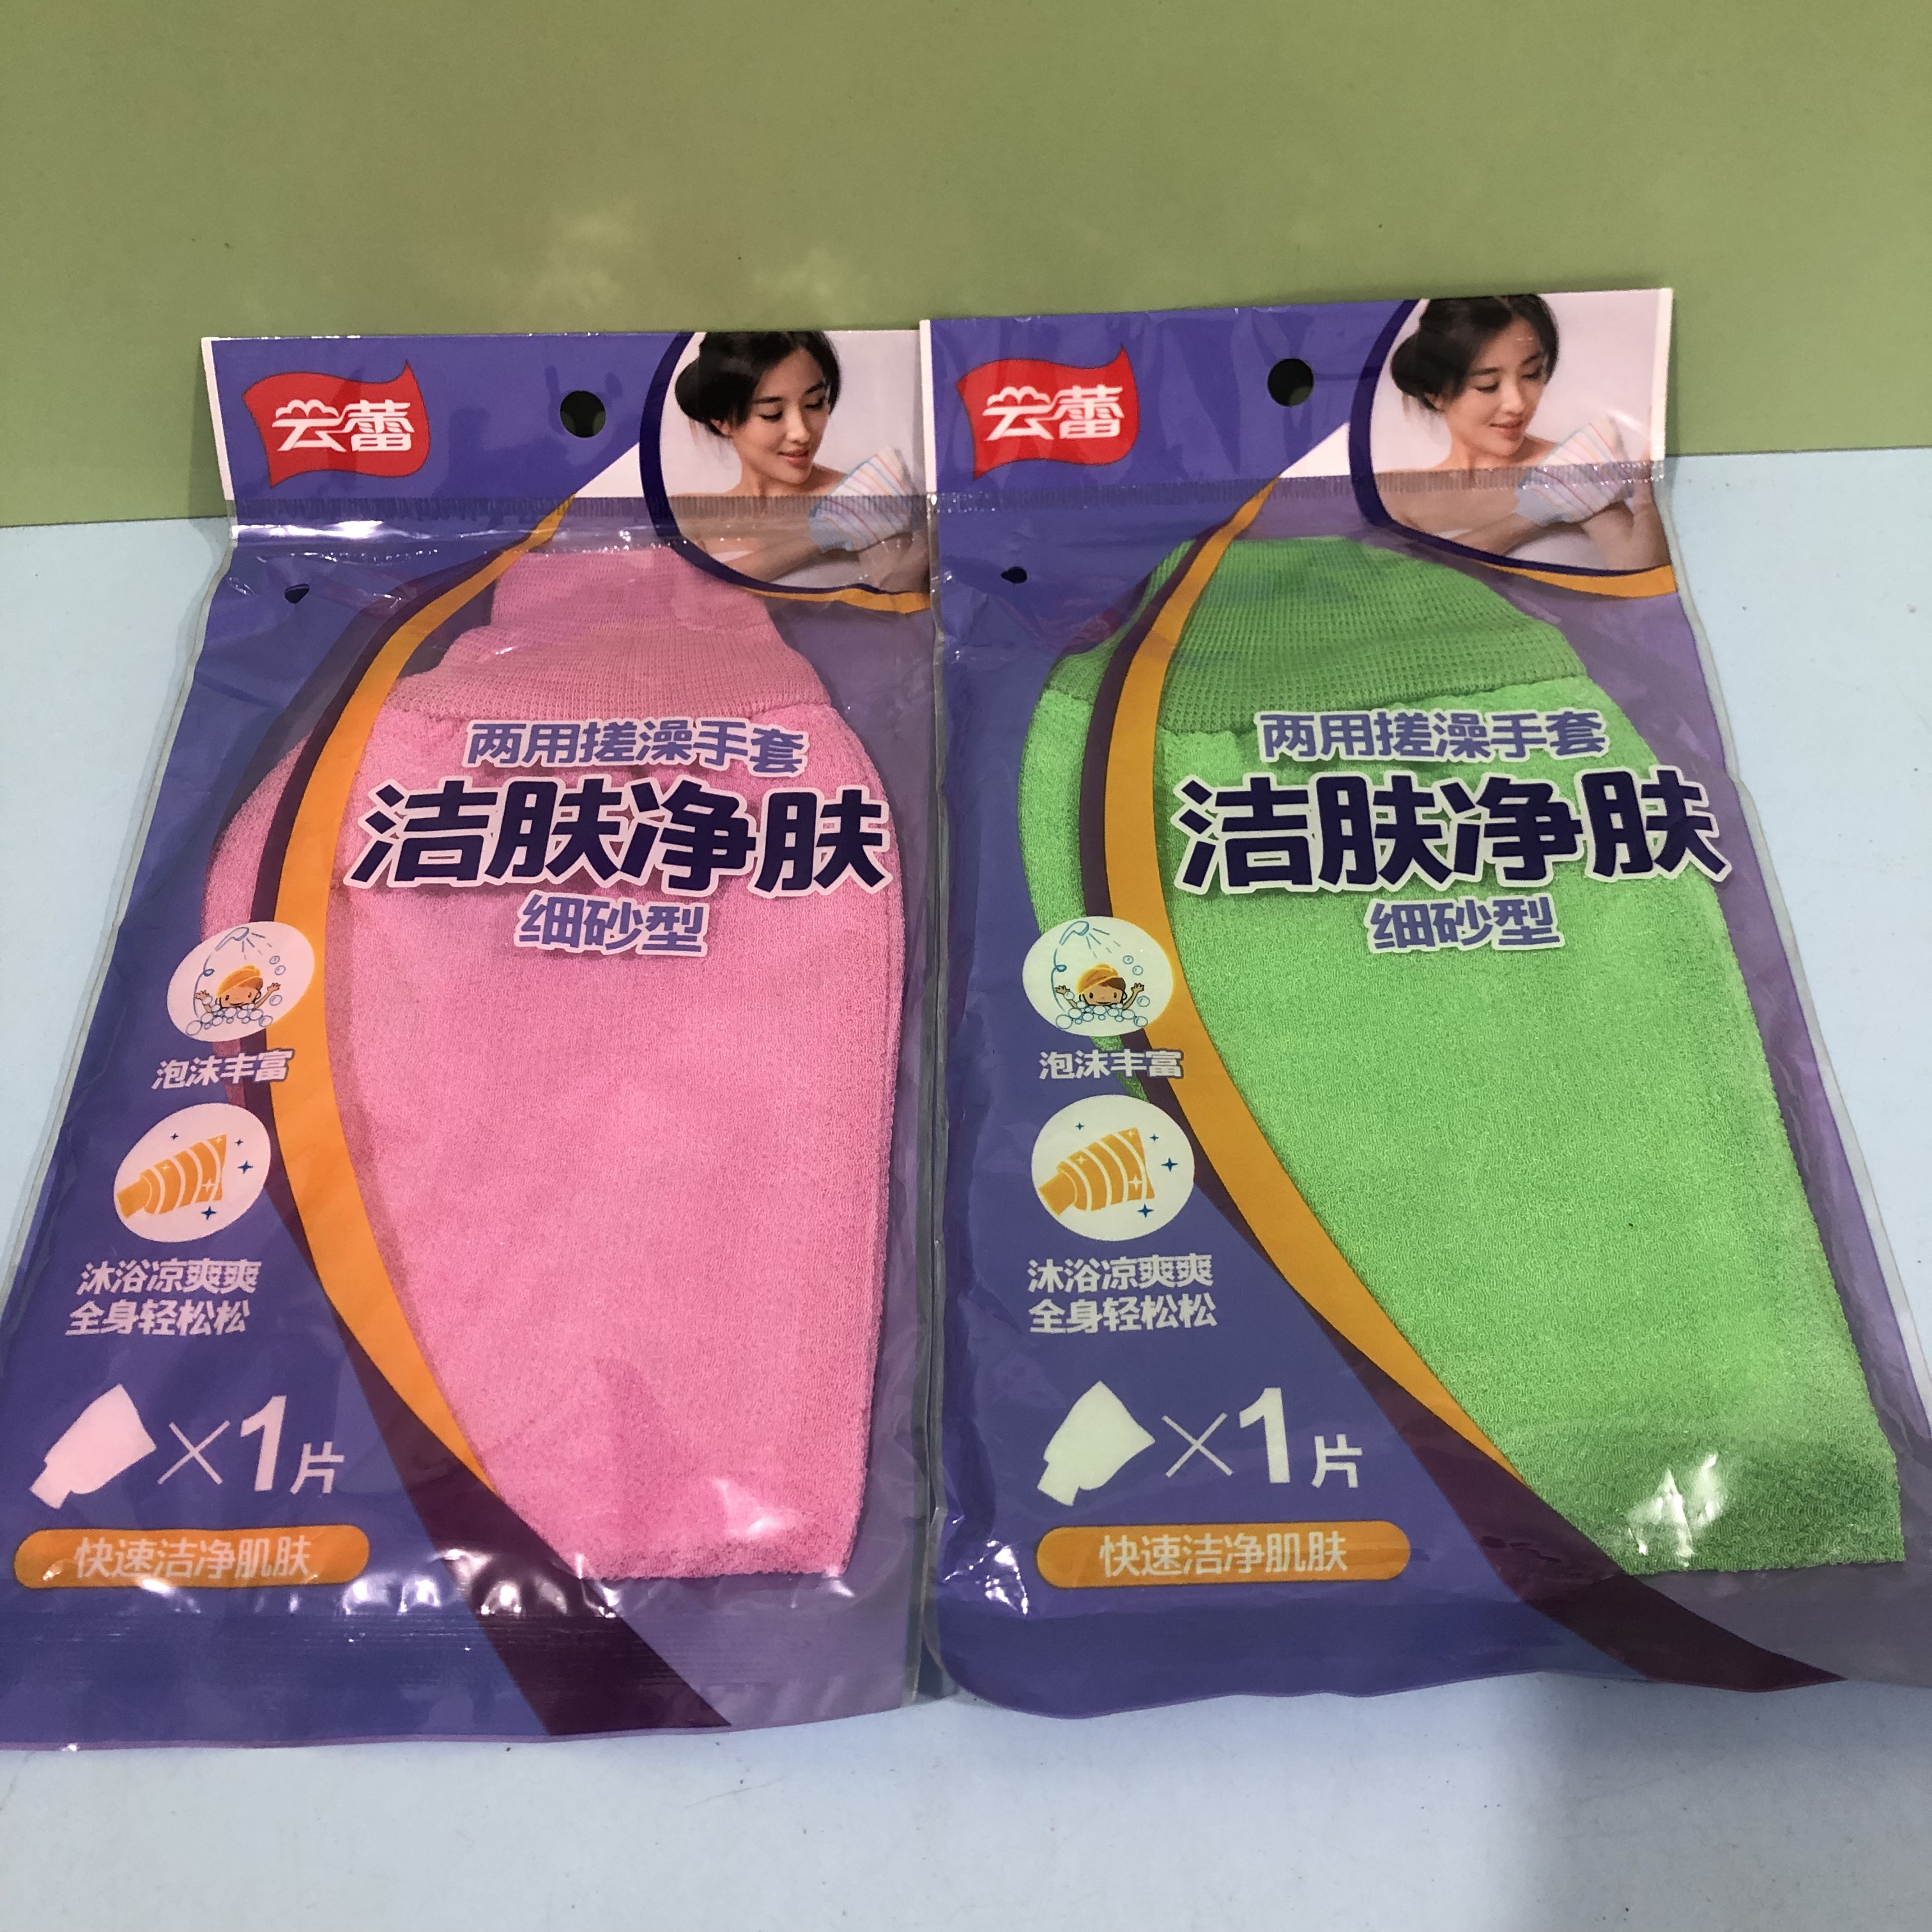 云蕾
两用搓澡手套
洁肤净肤
细砂型
泡沫丰富
沐浴凉爽爽
全身轻松松
×1片
快速洁净肌肤
云蕾
两用搓澡手套
洁肤净肤
细砂型
泡沫丰富
沐浴凉爽爽
全身轻松松
×1片
快速洁净肌肤